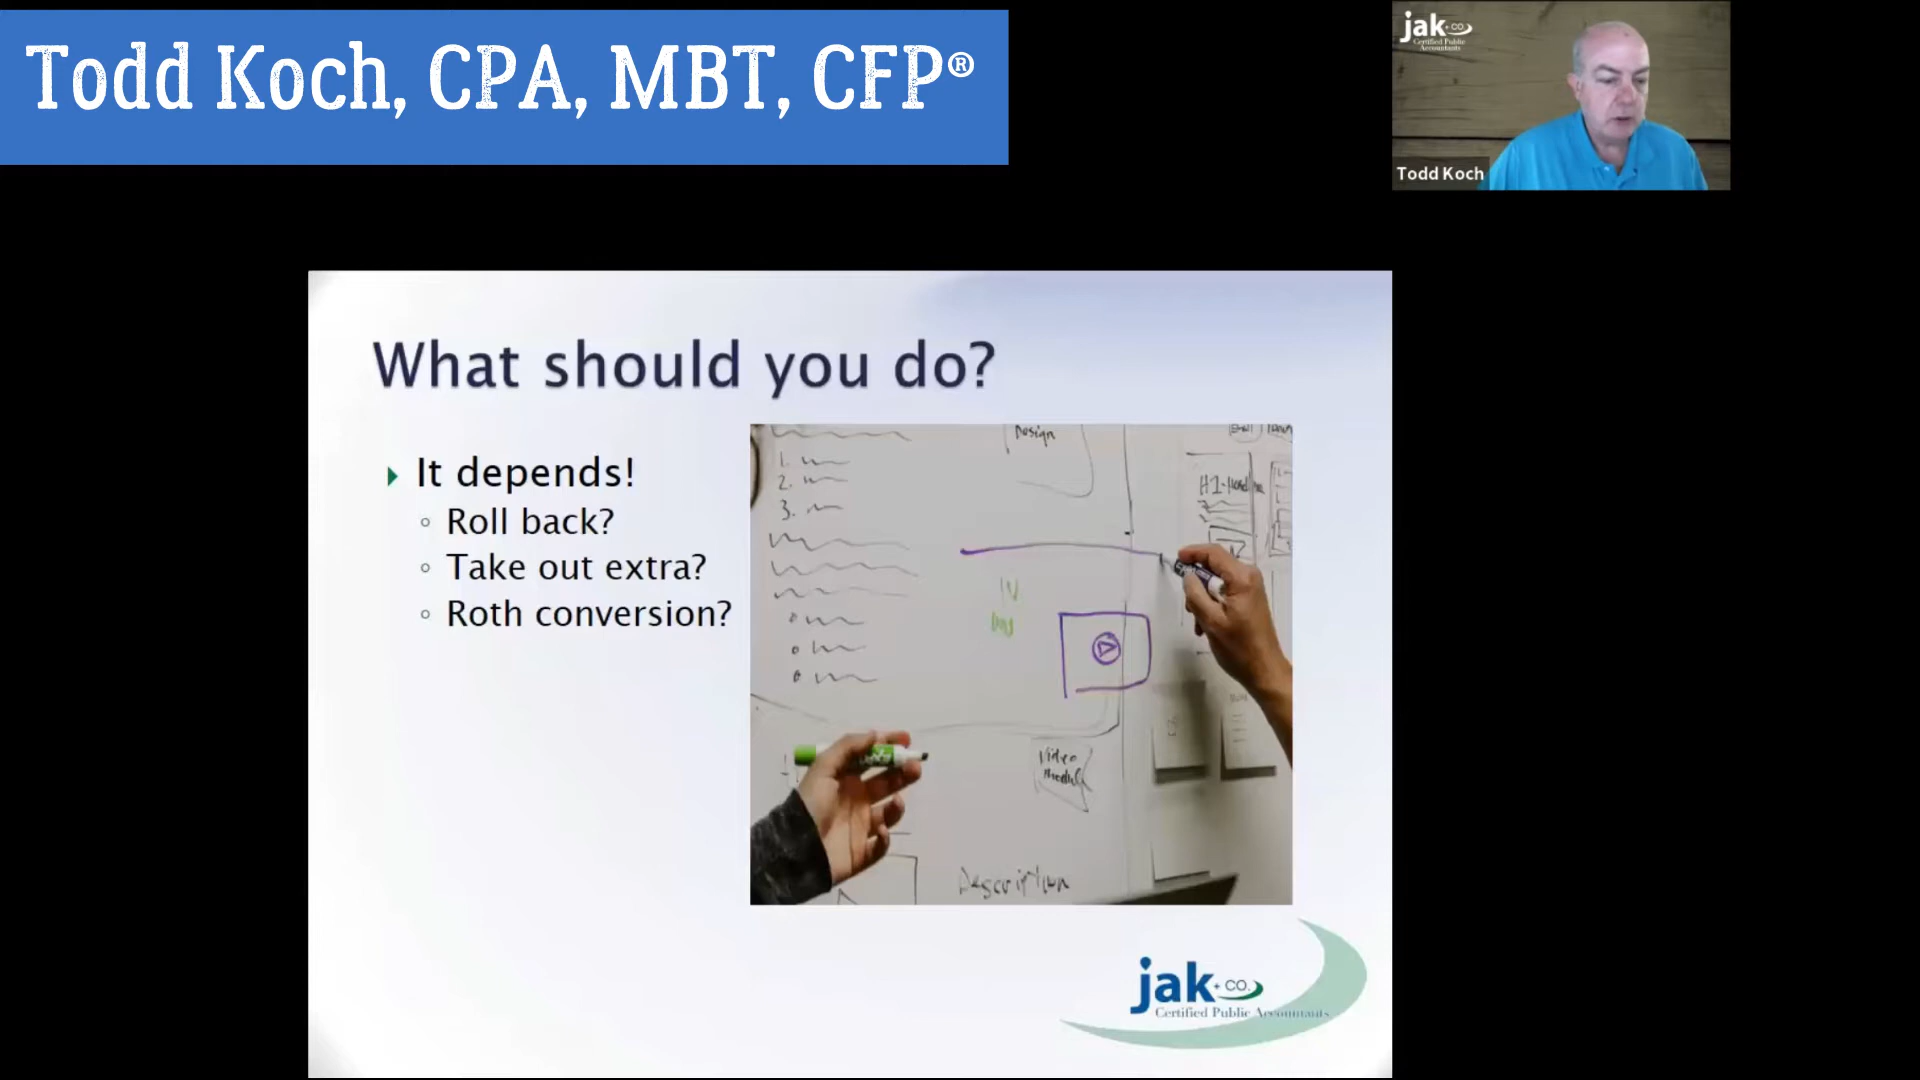 Todd Koch, CPA, MBT, CFP®
jak + CO.
Certified Public
Accountants
Todd Koch
What should you do?
It depends!
Roll back?
Take out extra?
Roth conversion?
Design
1.
2.
3.
Video
Description
jak + CO.
Certified Public Accountants